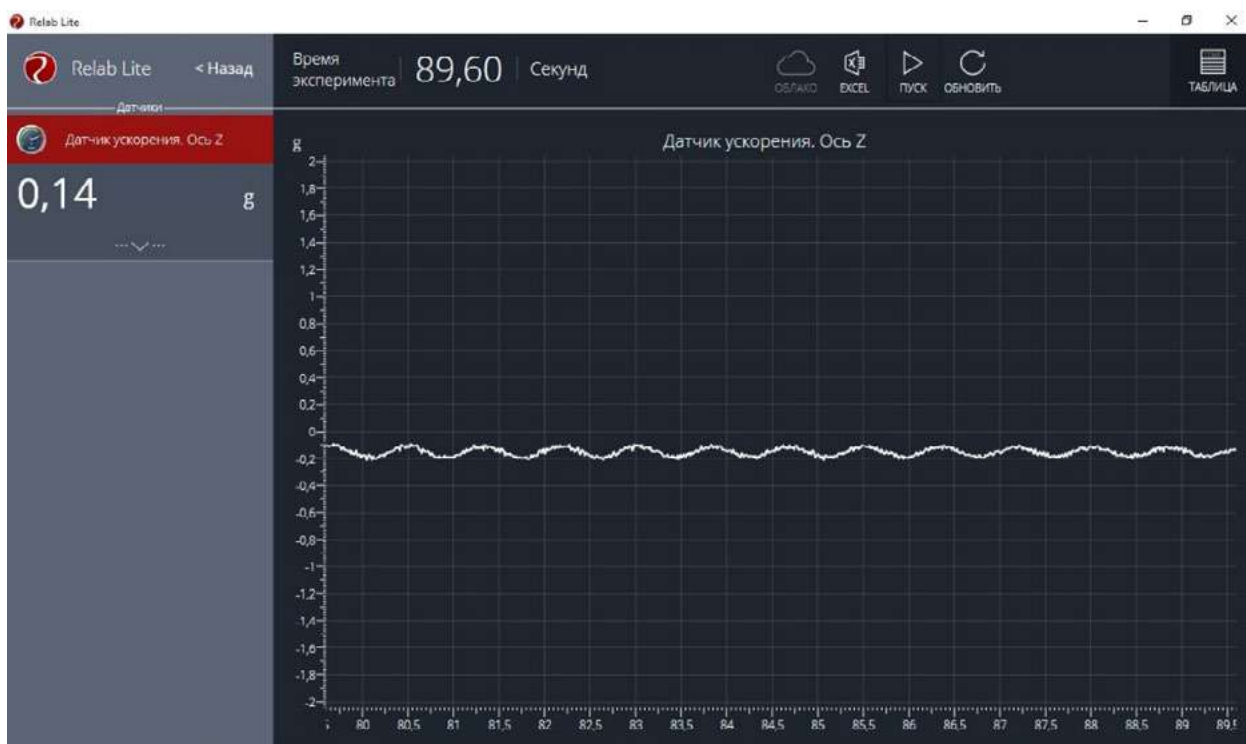 Relab Lite
Relab Lite < Назад
Датчики
Датчик ускорения. Ось Z
0,14 g
Время
эксперимента 89,60 Секунд
ОБЛАКО EXCEL ПУСК ОБНОВИТЬ
ТАБЛИЦА
Датчик ускорения. Ось Z
g
2
1,8
1,6
1,4
1,2
1
0,8
0,6
0,4
0,2
0
-0,2
-0,4
-0,6
-0,8
-1
-1,2
-1,4
-1,6
-1,8
-2
80 80,5 81 81,5 82 82,5 83 83,5 84 84,5 85 85,5 86 86,5 87 87,5 88 88,5 89